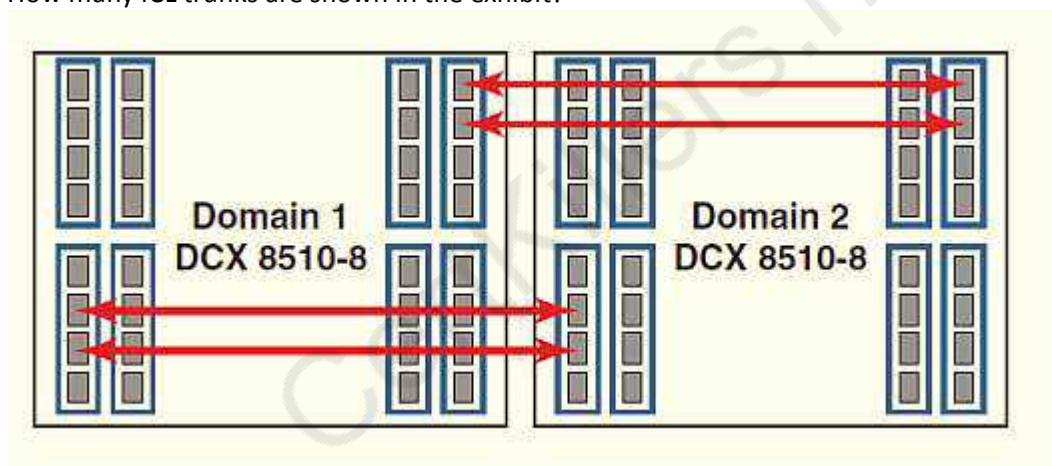 How many ICL trunks are shown in the exhibit?
Domain 1
DCX 8510-8
Domain 2
DCX 8510-8